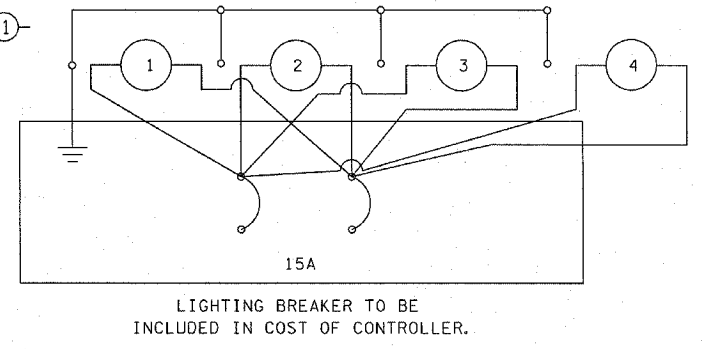 1
1 2 3 4
15A
LIGHTING BREAKER TO BE
INCLUDED IN COST OF CONTROLLER.